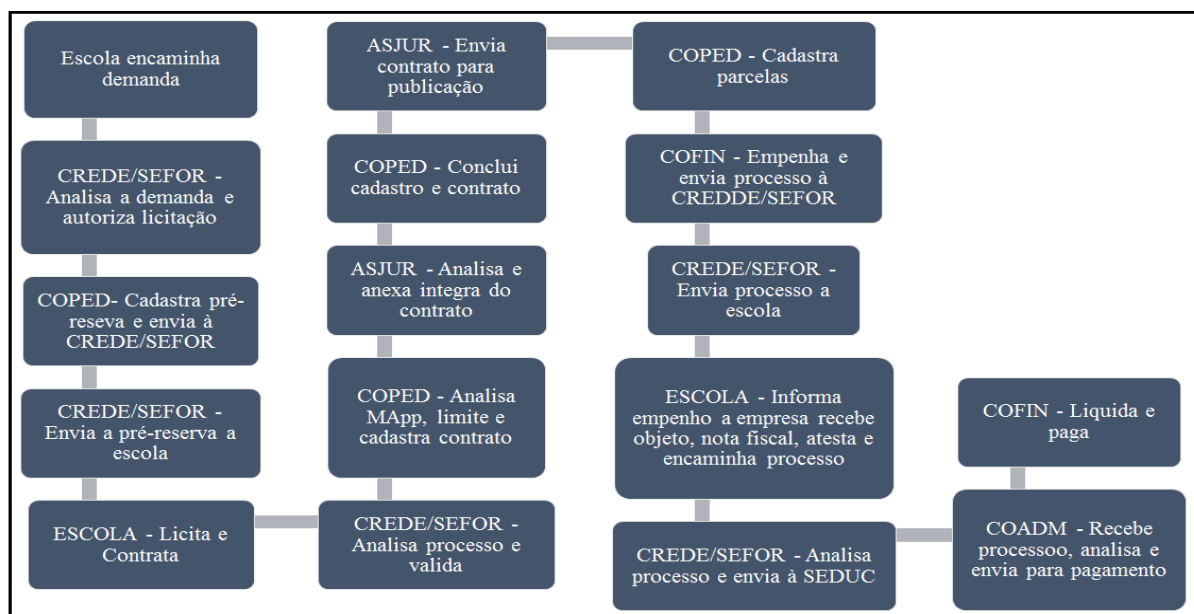 Escola encaminha
demanda
CREDE/SEFOR -
Analisa a demanda e
autoriza licitação
COPED- Cadastra pré-
reseva e envia à
CREDE/SEFOR
CREDE/SEFOR -
Envia a pré-reserva a
escola
ESCOLA - Licita e
Contrata
CREDE/SEFOR -
Analisa processo e
valida
COPED - Analisa
MApp, limite e
cadastra contrato
ASJUR - Analisa e
anexa integra do
contrato
COPED - Conclui
cadastro e contrato
ASJUR - Envia
contrato para
publicação
COPED - Cadastra
parcelas
COFIN - Empenha e
envia processo à
CREDDE/SEFOR
CREDE/SEFOR -
Envia processo a
escola
ESCOLA - Informa
empenho a empresa recebe
objeto, nota fiscal, atesta e
encaminha processo
CREDE/SEFOR - Analisa
processo e envia à SEDUC
COADM - Recebe
processoo, analisa e
envia para pagamento
COFIN - Liquida e
paga